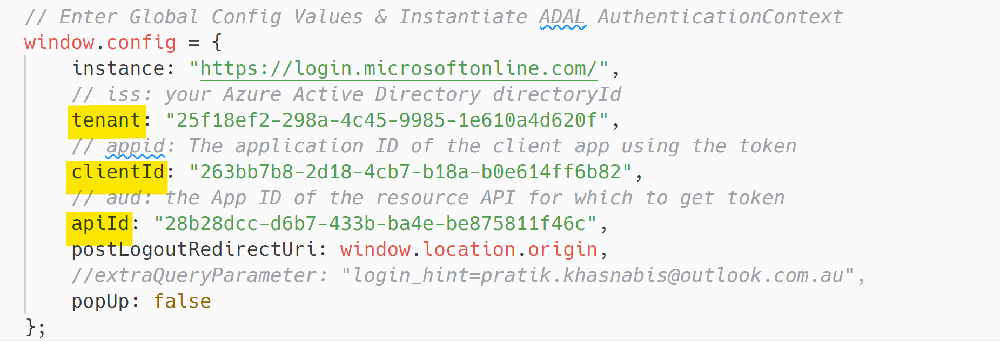 // Enter Global Config Values & Instantiate ADAL AuthenticationContext
window.config = {
instance: "https://login.microsoftonline.com/",
// iss: your Azure Active Directory directoryId
tenant: "25f18ef2-298a-4c45-9985-1e610a4d620f",
// appid: The application ID of the client app using the token
clientId: "263bb7b8-2d18-4cb7-b18a-b0e614ff6b82",
// aud: the App ID of the resource API for which to get token
apiId: "28b28dcc-d6b7-433b-ba4e-be875811f46c",
postLogoutRedirectUri: window.location.origin,
//extraQueryParameter: "login_hint=pratik.khasnabis@outlook.com.au",
popUp: false
};